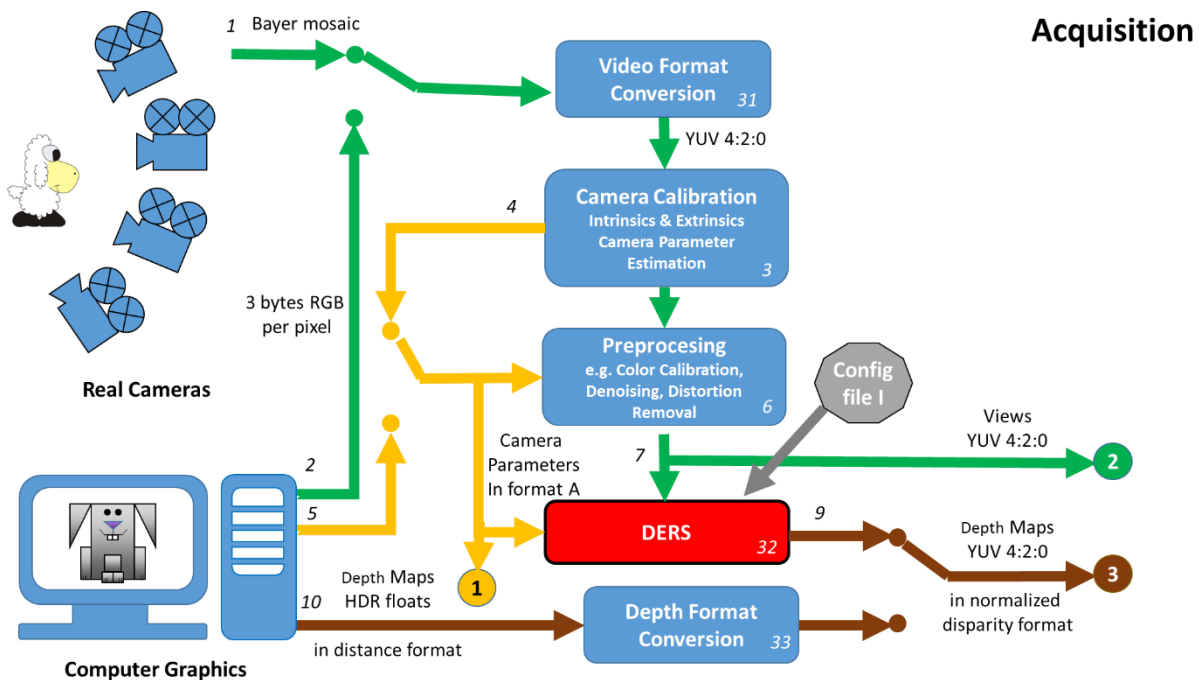 Acquisition
1
Bayer mosaic
Video Format
Conversion
31
YUV 4:2:0
Camera Calibration
Intrinsics & Extrinsics
Camera Parameter
Estimation
3
4
3 bytes RGB
per pixel
Real Cameras
Preprocesing
e.g. Color Calibration,
Denoising, Distortion
Removal
6
Config
file I
Views
YUV 4:2:0
2
7
Camera
Parameters
In format A
2
5
DERS
32
9
Depth Maps
YUV 4:2:0
3
in normalized
disparity format
10
Depth Maps
HDR floats
1
in distance format
Depth Format
Conversion
33
Computer Graphics